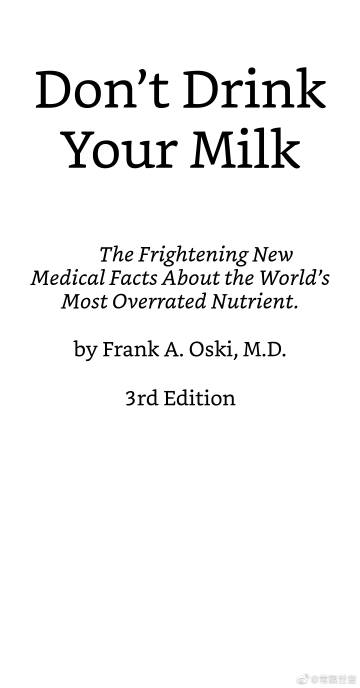 Don’t Drink
Your Milk
The Frightening New
Medical Facts About the World’s
Most Overrated Nutrient.
by Frank A. Oski, M.D.
3rd Edition